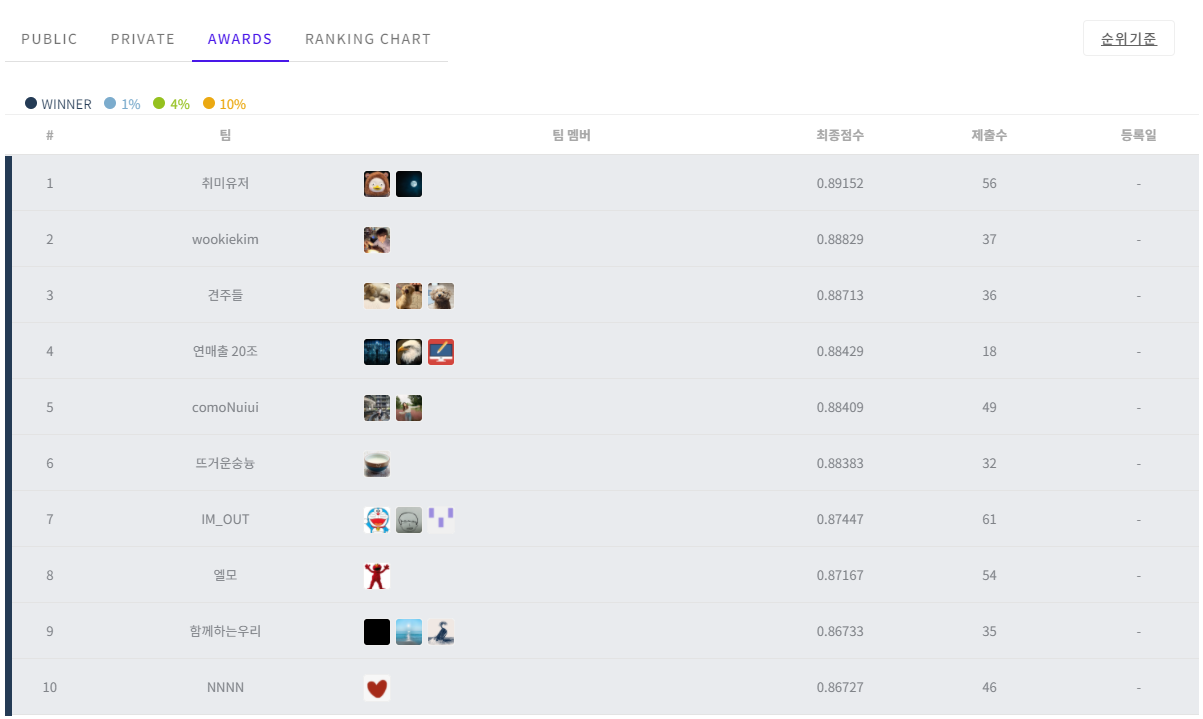 PUBLIC PRIVATE AWARDS RANKING CHART 순위기준
WINNER 1% 4% 10%
# 팀 팀 멤버 최종점수 제출수 등록일
1 취미유저 0.89152 56 -
2 wookiekim 0.88829 37 -
3 견주들 0.88713 36 -
4 연매출 20조 0.88429 18 -
5 comoNuiui 0.88409 49 -
6 뜨거운숭늉 0.88383 32 -
7 IM_OUT 0.87447 61 -
8 엘모 0.87167 54 -
9 함께하는우리 0.86733 35 -
10 NNNN 0.86727 46 -